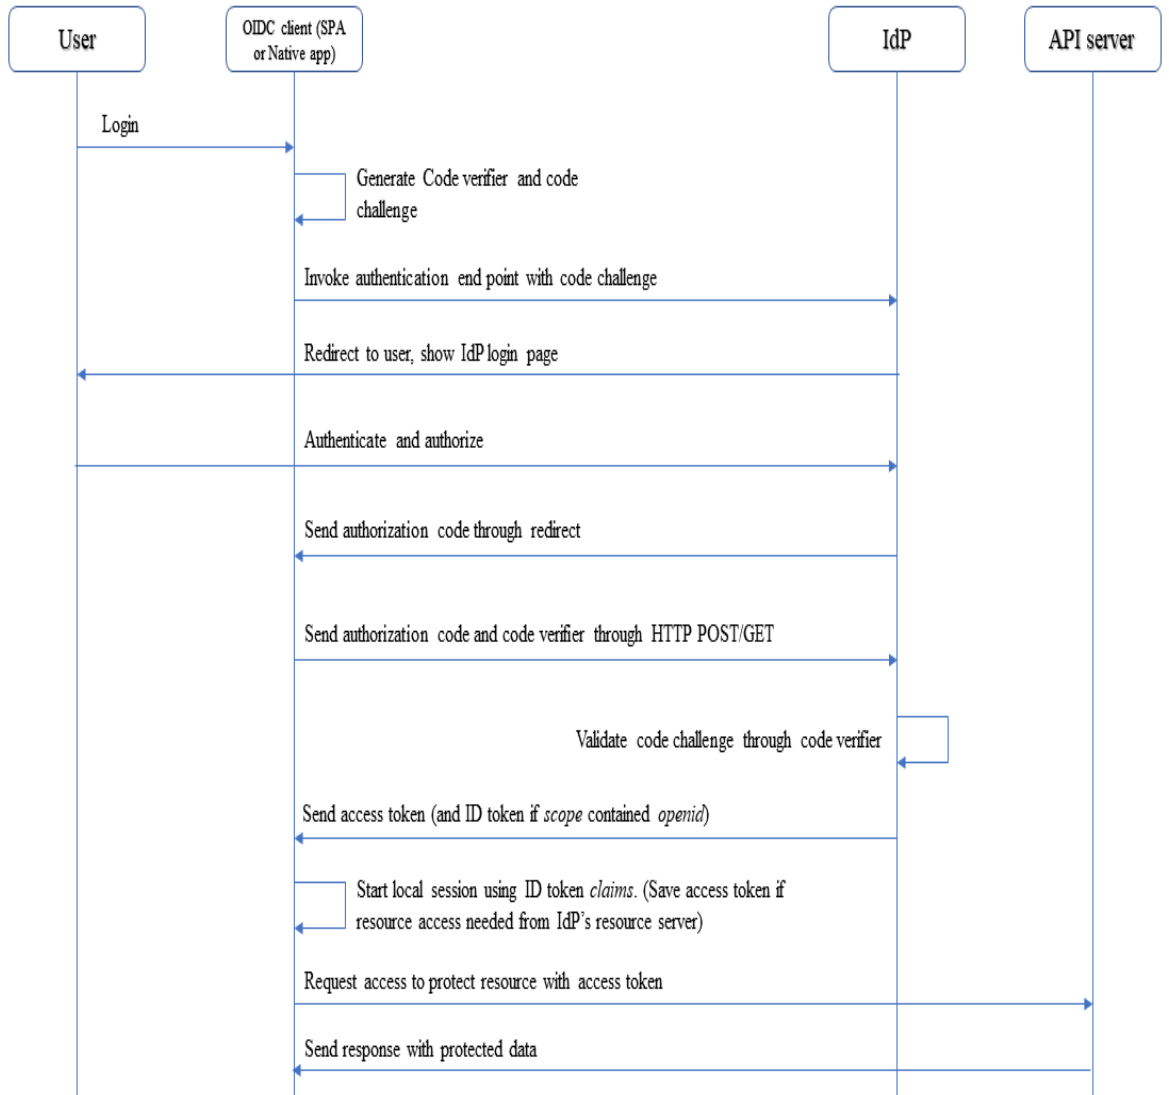 User
OIDC client (SPA
or Native app)
IdP
API server
Login
Generate Code verifier and code
challenge
Invoke authentication end point with code challenge
Redirect to user, show IdP login page
Authenticate and authorize
Send authorization code through redirect
Send authorization code and code verifier through HTTP POST/GET
Validate code challenge through code verifier
Send access token (and ID token if scope contained openid)
Start local session using ID token claims. (Save access token if
resource access needed from IdP’s resource server)
Request access to protect resource with access token
Send response with protected data